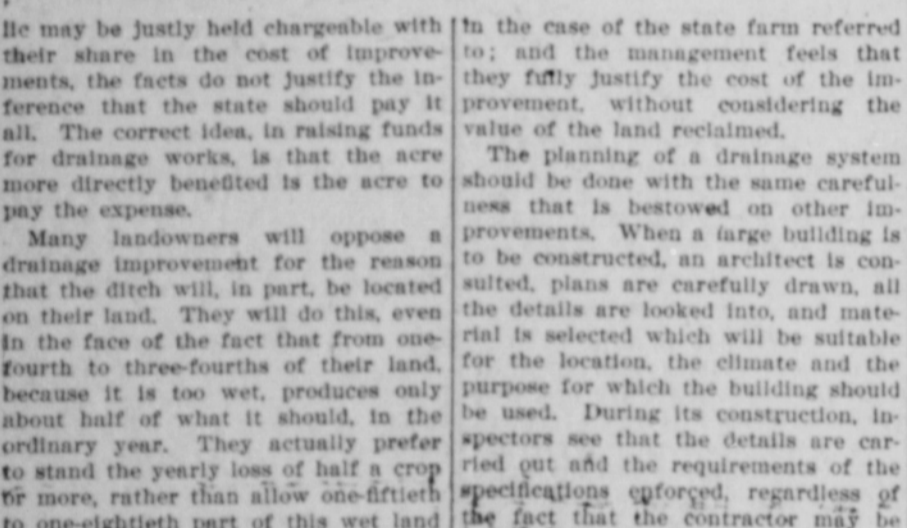 lic may be justly held chargeable with
their share in the cost of improve-
ments, the facts do not justify the in-
ference that the state should pay it
all. The correct idea, in raising funds
for drainage works, is that the acre
more directly benefited is the acre to
pay the expense.
Many landowners will oppose a
drainage improvement for the reason
that the ditch will, in part, be located
on their land. They will do this, even
in the face of the fact that from one-
fourth to three-fourths of their land,
because it is too wet, produces only
about half of what it should, in the
ordinary year. They actually prefer
to stand the yearly loss of half a crop
or more, rather than allow one-fiftieth
to one-eightieth part of this wet land
in the case of the state farm referred
to; and the management feels that
they fully justify the cost of the im-
provement, without considering the
value of the land reclaimed.
The planning of a drainage system
should be done with the same careful-
ness that is bestowed on other im-
provements. When a large building is
to be constructed, an architect is con-
sulted, plans are carefully drawn, all
the details are looked into, and mate-
rial is selected which will be suitable
for the location, the climate and the
purpose for which the building should
be used. During its construction, in-
spectors see that the details are car-
ried out and the requirements of the
specifications enforced, regardless of
the fact that the contractor may be